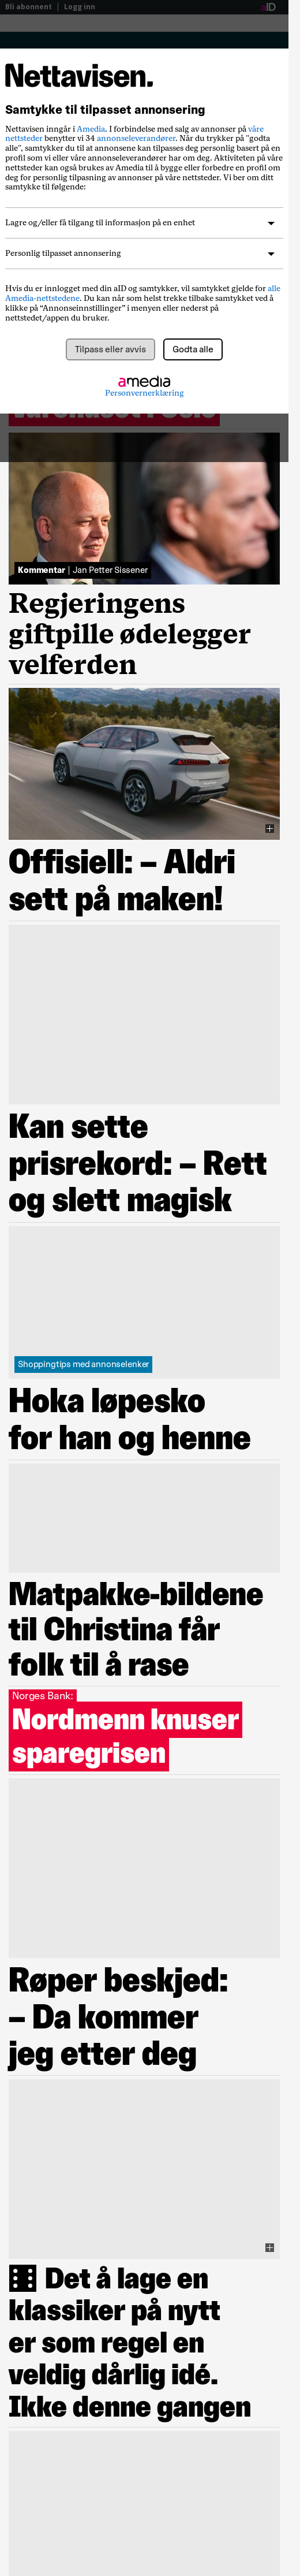 Bli abonnent | Logg inn
aID
Nettavisen.
Samtykke til tilpasset annonsering
Nettavisen inngår i Amedia. I forbindelse med salg av annonser på våre
nettsteder benytter vi 34 annonseleverandører. Når du trykker på "godta
alle", samtykker du til at annonser kan tilpasses deg personlig basert på en
profil som vi eller våre annonseleverandører har om deg. Aktiviteten på våre
nettsteder kan også brukes av Amedia til å bygge eller forbedre en profil om
deg for personlig tilpasning av annonser på våre nettsteder. Vi ber om ditt
samtykke til følgende:
Lagre og/eller få tilgang til informasjon på en enhet
Personlig tilpasset annonsering
Hvis du er innlogget med din aID og samtykker, vil samtykket gjelde for alle
Amedia-nettstedene. Du kan når som helst trekke tilbake samtykket ved å
klikke på “Annonseinnstillinger” i menyen eller nederst på
nettstedet/appen du bruker.
Tilpass eller avvis
Godta alle
amedia
Personvernerklæring
Kommentar | Jan Petter Sissener
Regjeringens
giftpille ødelegger
velferden
Offisiell: – Aldri
sett på maken!
Kan sette
prisrekord: – Rett
og slett magisk
Shoppingtips med annonselenker
Hoka løpesko
for han og henne
Matpakke-bildene
til Christina får
folk til å rase
Norges Bank:
Nordmenn knuser
sparegrisen
Røper beskjed:
– Da kommer
jeg etter deg
Det å lage en
klassiker på nytt
er som regel en
veldig dårlig idé.
Ikke denne gangen